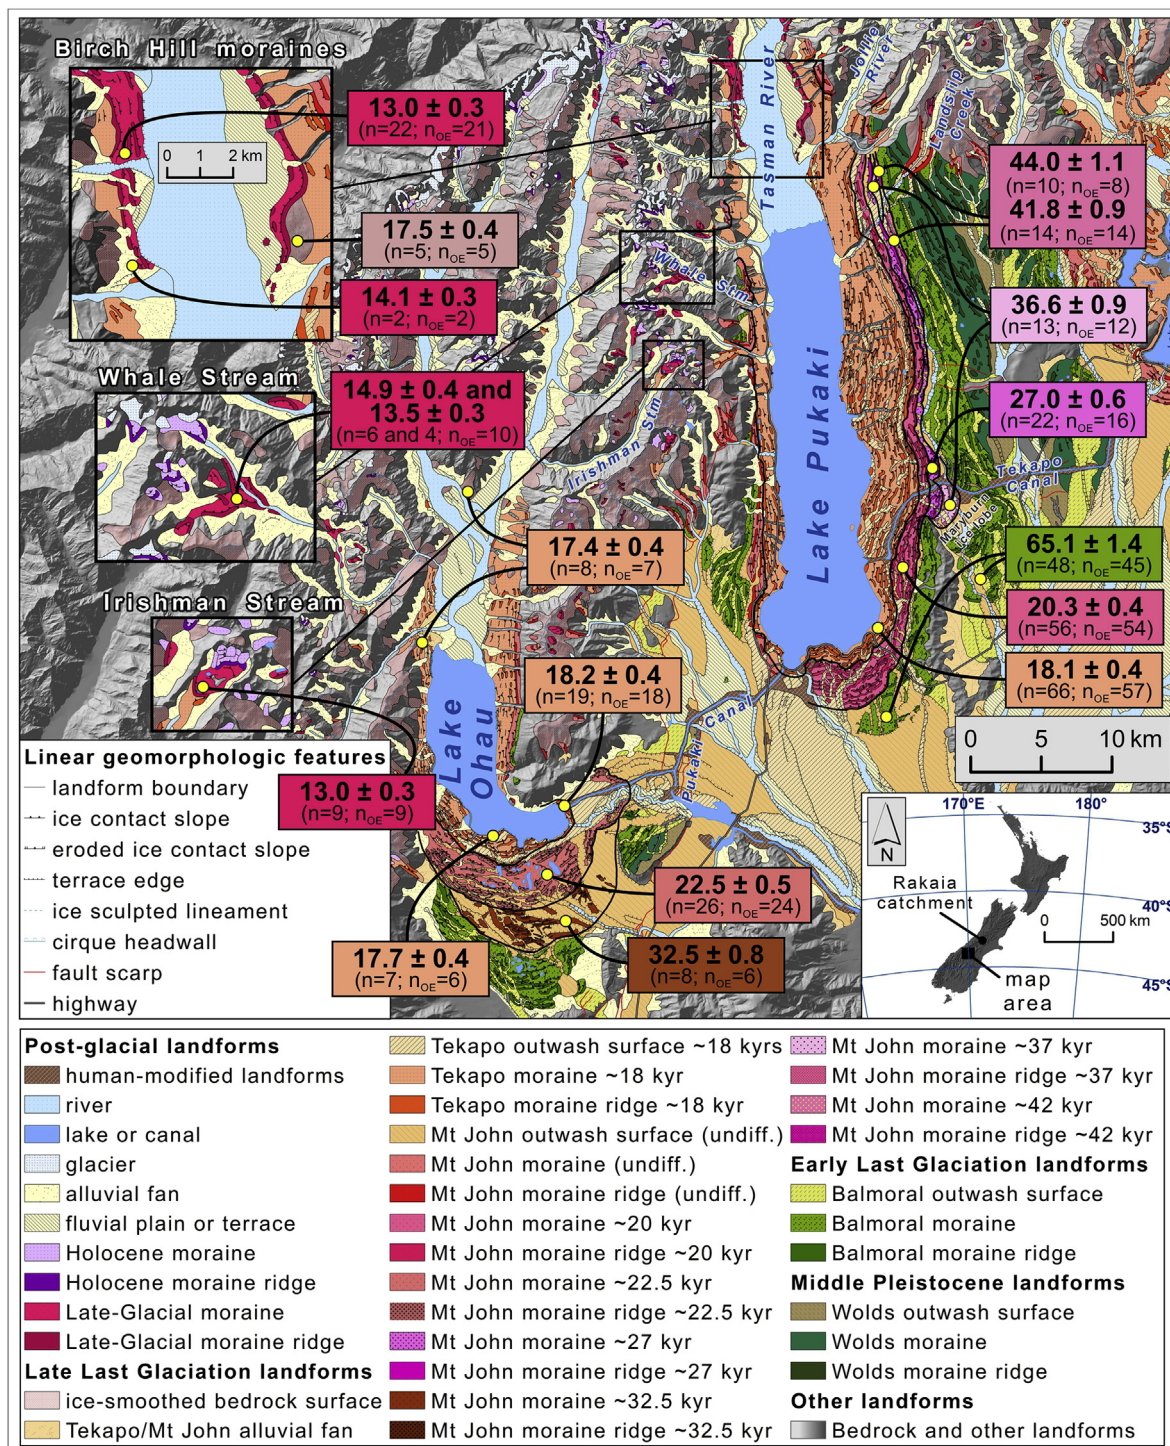 Birch Hill moraines
13.0 ± 0.3
(n=22; nOE=21)
0 1 2 km
17.5 ± 0.4
(n=5; nOE=5)
14.1 ± 0.3
(n=2; nOE=2)
Tasman River
Jollie River
Landslip Creek
44.0 ± 1.1
(n=10; nOE=8)
41.8 ± 0.9
(n=14; nOE=14)
36.6 ± 0.9
(n=13; nOE=12)
27.0 ± 0.6
(n=22; nOE=16)
Whale Stm
Whale Stream
14.9 ± 0.4 and
13.5 ± 0.3
(n=6 and 4; nOE=10)
Irishman Stm
Lake Pukaki
Tekapo
Canal
Maryburn
icelobe
65.1 ± 1.4
(n=48; nOE=45)
17.4 ± 0.4
(n=8; nOE=7)
20.3 ± 0.4
(n=56; nOE=54)
Irishman Stream
18.2 ± 0.4
(n=19; nOE=18)
18.1 ± 0.4
(n=66; nOE=57)
Lake
Ohau
Pukaki Canal
0 5 10 km
Linear geomorphologic features
landform boundary
ice contact slope
eroded ice contact slope
terrace edge
ice sculpted lineament
cirque headwall
fault scarp
highway
13.0 ± 0.3
(n=9; nOE=9)
22.5 ± 0.5
(n=26; nOE=24)
17.7 ± 0.4
(n=7; nOE=6)
32.5 ± 0.8
(n=8; nOE=6)
170°E 180°
35°S
N
Rakaia
catchment
40°S
0 500 km
map
area
45°S
Post-glacial landforms
human-modified landforms
river
lake or canal
glacier
alluvial fan
fluvial plain or terrace
Holocene moraine
Holocene moraine ridge
Late-Glacial moraine
Late-Glacial moraine ridge
Late Last Glaciation landforms
ice-smoothed bedrock surface
Tekapo/Mt John alluvial fan
Tekapo outwash surface ~18 kyrs
Tekapo moraine ~18 kyr
Tekapo moraine ridge ~18 kyr
Mt John outwash surface (undiff.)
Mt John moraine (undiff.)
Mt John moraine ridge (undiff.)
Mt John moraine ~20 kyr
Mt John moraine ridge ~20 kyr
Mt John moraine ~22.5 kyr
Mt John moraine ridge ~22.5 kyr
Mt John moraine ~27 kyr
Mt John moraine ridge ~27 kyr
Mt John moraine ~32.5 kyr
Mt John moraine ridge ~32.5 kyr
Mt John moraine ~37 kyr
Mt John moraine ridge ~37 kyr
Mt John moraine ~42 kyr
Mt John moraine ridge ~42 kyr
Early Last Glaciation landforms
Balmoral outwash surface
Balmoral moraine
Balmoral moraine ridge
Middle Pleistocene landforms
Wolds outwash surface
Wolds moraine
Wolds moraine ridge
Other landforms
Bedrock and other landforms